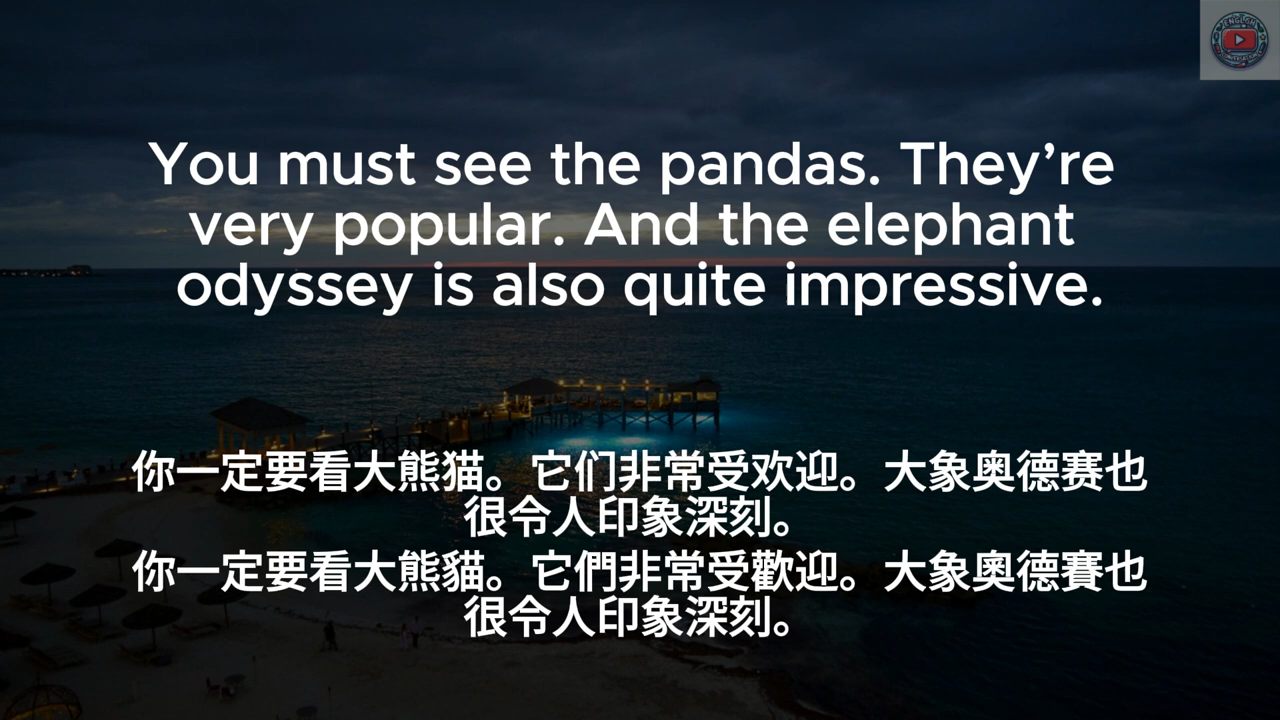 You must see the pandas. They’re
very popular. And the elephant
odyssey is also quite impressive.
你一定要看大熊猫。它们非常受欢迎。大象奥德赛也
很令人印象深刻。
你一定要看大熊貓。它們非常受歡迎。大象奧德賽也
很令人印象深刻。